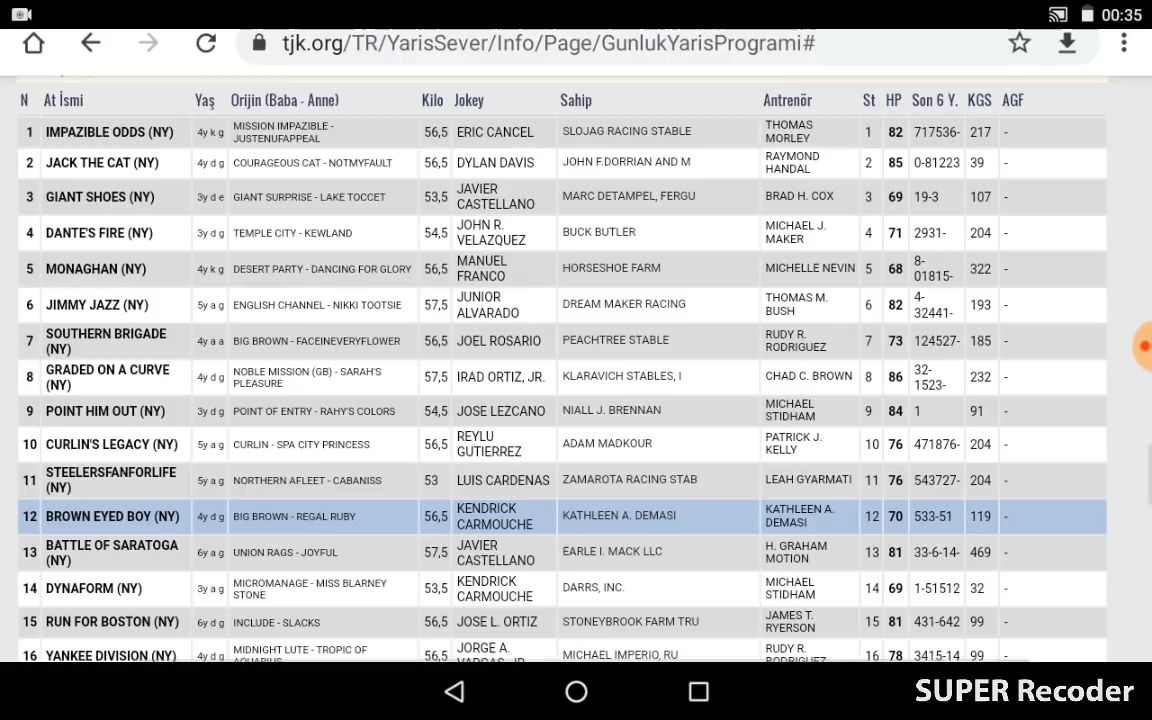 00:35
tjk.org/TR/YarisSever/Info/Page/GunlukYarisProgrami#
N At İsmi Yaş Orijin (Baba - Anne) Kilo Jokey Sahip Antrenör St HP Son 6 Y. KGS AGF
1 IMPAZIBLE ODDS (NY) 4y k g MISSION IMPAZIBLE - JUSTENUFAPPEAL 56,5 ERIC CANCEL SLOJAG RACING STABLE THOMAS MORLEY 1 82 717536- 217 -
2 JACK THE CAT (NY) 4y d g COURAGEOUS CAT - NOTMYFAULT 56,5 DYLAN DAVIS JOHN F.DORRIAN AND M RAYMOND HANDAL 2 85 0-81223 39 -
3 GIANT SHOES (NY) 3y d e GIANT SURPRISE - LAKE TOCCET 53,5 JAVIER CASTELLANO MARC DETAMPEL, FERGU BRAD H. COX 3 69 19-3 107 -
4 DANTE'S FIRE (NY) 3y d g TEMPLE CITY - KEWLAND 54,5 JOHN R. VELAZQUEZ BUCK BUTLER MICHAEL J. MAKER 4 71 2931- 204 -
5 MONAGHAN (NY) 4y k g DESERT PARTY - DANCING FOR GLORY 56,5 MANUEL FRANCO HORSESHOE FARM MICHELLE NEVIN 5 68 8-01815- 322 -
6 JIMMY JAZZ (NY) 5y a g ENGLISH CHANNEL - NIKKI TOOTSIE 57,5 JUNIOR ALVARADO DREAM MAKER RACING THOMAS M. BUSH 6 82 4-32441- 193 -
7 SOUTHERN BRIGADE (NY) 4y a a BIG BROWN - FACEINEVERYFLOWER 56,5 JOEL ROSARIO PEACHTREE STABLE RUDY R. RODRIGUEZ 7 73 124527- 185 -
8 GRADED ON A CURVE (NY) 4y d g NOBLE MISSION (GB) - SARAH'S PLEASURE 57,5 IRAD ORTIZ, JR. KLARAVICH STABLES, I CHAD C. BROWN 8 86 32-1523- 232 -
9 POINT HIM OUT (NY) 3y d g POINT OF ENTRY - RAHY'S COLORS 54,5 JOSE LEZCANO NIALL J. BRENNAN MICHAEL STIDHAM 9 84 1 91 -
10 CURLIN'S LEGACY (NY) 5y a g CURLIN - SPA CITY PRINCESS 56,5 REYLU GUTIERREZ ADAM MADKOUR PATRICK J. KELLY 10 76 471876- 204 -
11 STEELERSFANFORLIFE (NY) 5y a g NORTHERN AFLEET - CABANISS 53 LUIS CARDENAS ZAMAROTA RACING STAB LEAH GYARMATI 11 76 543727- 204 -
12 BROWN EYED BOY (NY) 4y d g BIG BROWN - REGAL RUBY 56,5 KENDRICK CARMOUCHE KATHLEEN A. DEMASI KATHLEEN A. DEMASI 12 70 533-51 119 -
13 BATTLE OF SARATOGA (NY) 6y a g UNION RAGS - JOYFUL 57,5 JAVIER CASTELLANO EARLE I. MACK LLC H. GRAHAM MOTION 13 81 33-6-14- 469 -
14 DYNAFORM (NY) 3y a g MICROMANAGE - MISS BLARNEY STONE 53,5 KENDRICK CARMOUCHE DARRS, INC. MICHAEL STIDHAM 14 69 1-51512 32 -
15 RUN FOR BOSTON (NY) 6y d g INCLUDE - SLACKS 56,5 JOSE L. ORTIZ STONEYBROOK FARM TRU JAMES T. RYERSON 15 81 431-642 99 -
16 YANKEE DIVISION (NY) 4y d g MIDNIGHT LUTE - TROPIC OF 56,5 JORGE A. MICHAEL IMPERIO, RU RUDY R. 16 78 3415-14 99 -
SUPER Recoder